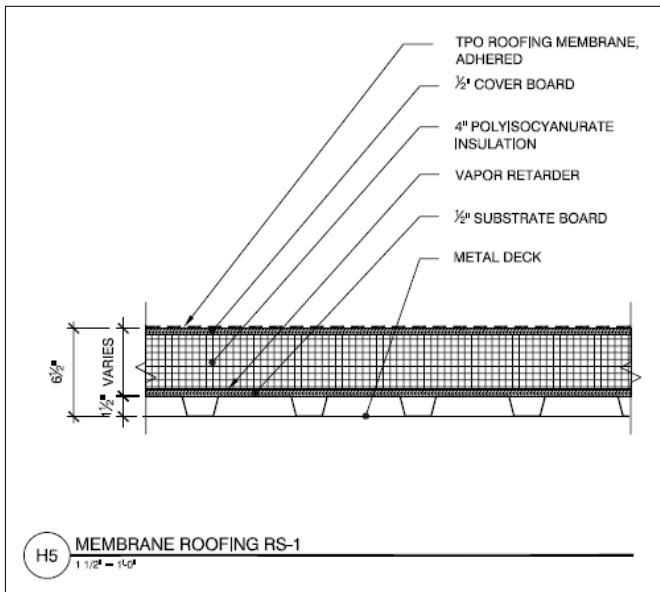 TPO ROOFING MEMBRANE,
ADHERED
½" COVER BOARD
4" POLYISOCYANURATE
INSULATION
VAPOR RETARDER
½" SUBSTRATE BOARD
METAL DECK
6½"
VARIES
1½"
H5
MEMBRANE ROOFING RS-1
1 1/2" = 1'-0"